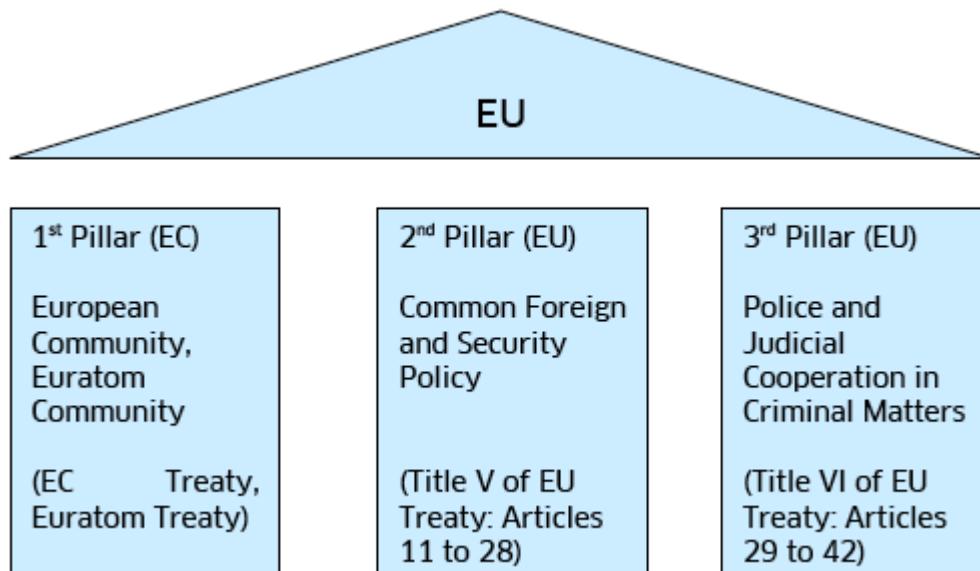 EU
1st Pillar (EC)
European
Community,
Euratom
Community
(EC Treaty,
Euratom Treaty)
2nd Pillar (EU)
Common Foreign
and Security
Policy
(Title V of EU
Treaty: Articles
11 to 28)
3rd Pillar (EU)
Police and
Judicial
Cooperation in
Criminal Matters
(Title VI of EU
Treaty: Articles
29 to 42)